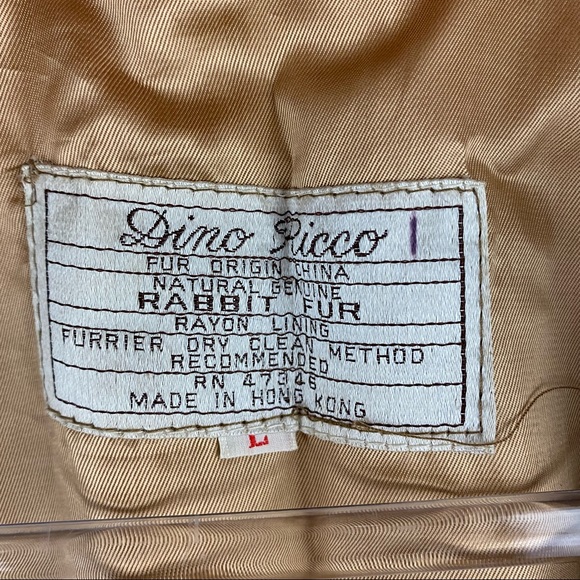 Dino Ricco
FUR ORIGIN CHINA
NATURAL GENUINE
RABBIT FUR
RAYON LINING
FURRIER DRY CLEAN METHOD
RECOMMENDED
RN 47346
MADE IN HONG KONG
L